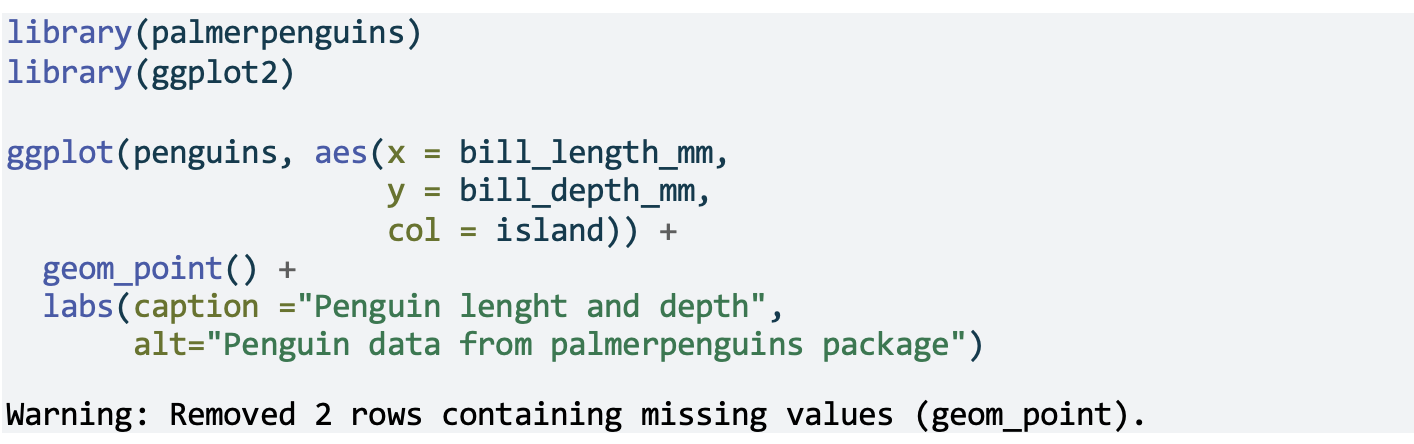 library(palmerpenguins)
library(ggplot2)
ggplot(penguins, aes(x = bill_length_mm,
y = bill_depth_mm,
col = island)) +
geom_point() +
labs(caption ="Penguin lenght and depth",
alt="Penguin data from palmerpenguins package")
Warning: Removed 2 rows containing missing values (geom_point).